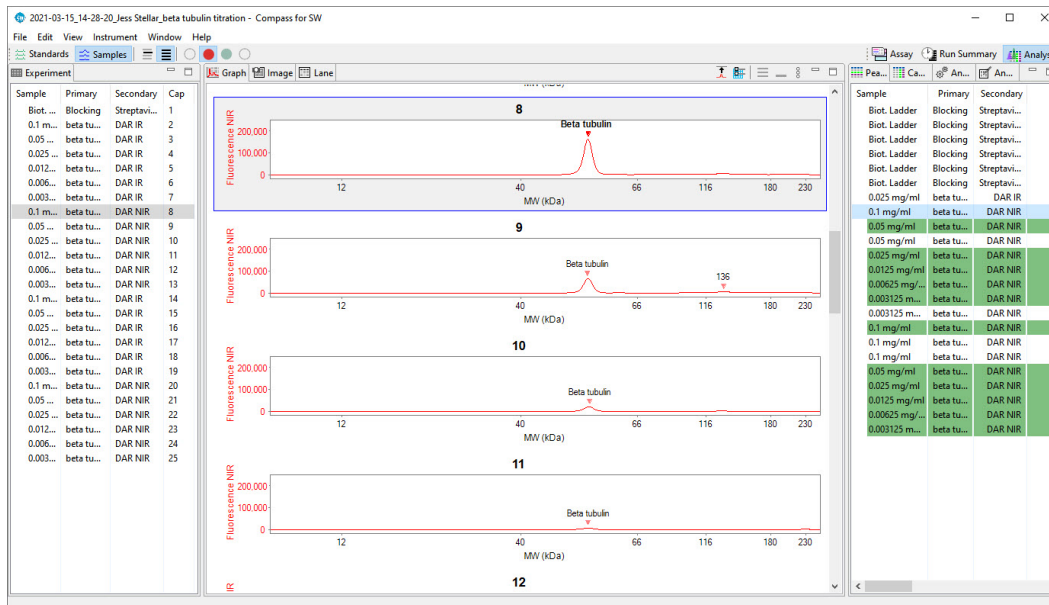 2021-03-15_14-28-20_Jess Stellar_beta tubulin titration - Compass for SW
File Edit View Instrument Window Help
Standards Samples Assay Run Summary Analys
Experiment
Sample Primary Secondary Cap
Biot. ... Blocking Streptavi... 1
0.1 m... beta tu... DAR IR 2
0.05 ... beta tu... DAR IR 3
0.025 ... beta tu... DAR IR 4
0.012... beta tu... DAR IR 5
0.006... beta tu... DAR IR 6
0.003... beta tu... DAR IR 7
0.1 m... beta tu... DAR NIR 8
0.05 ... beta tu... DAR NIR 9
0.025 ... beta tu... DAR NIR 10
0.012... beta tu... DAR NIR 11
0.006... beta tu... DAR NIR 12
0.003... beta tu... DAR NIR 13
0.1 m... beta tu... DAR IR 14
0.05 ... beta tu... DAR IR 15
0.025 ... beta tu... DAR IR 16
0.012... beta tu... DAR IR 17
0.006... beta tu... DAR IR 18
0.003... beta tu... DAR IR 19
0.1 m... beta tu... DAR NIR 20
0.05 ... beta tu... DAR NIR 21
0.025 ... beta tu... DAR NIR 22
0.012... beta tu... DAR NIR 23
0.006... beta tu... DAR NIR 24
0.003... beta tu... DAR NIR 25
Graph Image Lane
8
Beta tubulin
Fluorescence NIR
200.000
100.000
0
12 40 66 116 180 230
MW (kDa)
9
Beta tubulin 136
Fluorescence NIR
200.000
100.000
0
12 40 66 116 180 230
MW (kDa)
10
Beta tubulin
Fluorescence NIR
200.000
100.000
0
12 40 66 116 180 230
MW (kDa)
11
Beta tubulin
Fluorescence NIR
200.000
100.000
0
12 40 66 116 180 230
MW (kDa)
12
IR
Pea... Ca... An... An...
Sample Primary Secondary
Biot. Ladder Blocking Streptavi...
Biot. Ladder Blocking Streptavi...
Biot. Ladder Blocking Streptavi...
Biot. Ladder Blocking Streptavi...
Biot. Ladder Blocking Streptavi...
Biot. Ladder Blocking Streptavi...
0.025 mg/ml beta tu... DAR IR
0.1 mg/ml beta tu... DAR NIR
0.05 mg/ml beta tu... DAR NIR
0.05 mg/ml beta tu... DAR NIR
0.025 mg/ml beta tu... DAR NIR
0.0125 mg/ml beta tu... DAR NIR
0.00625 mg/... beta tu... DAR NIR
0.003125 m... beta tu... DAR NIR
0.003125 m... beta tu... DAR NIR
0.1 mg/ml beta tu... DAR NIR
0.1 mg/ml beta tu... DAR NIR
0.1 mg/ml beta tu... DAR NIR
0.05 mg/ml beta tu... DAR NIR
0.025 mg/ml beta tu... DAR NIR
0.0125 mg/ml beta tu... DAR NIR
0.00625 mg/... beta tu... DAR NIR
0.003125 m... beta tu... DAR NIR